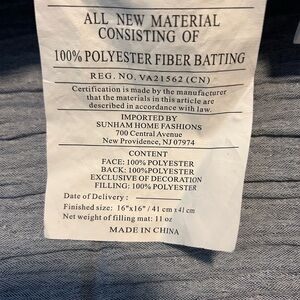 ALL NEW MATERIAL
CONSISTING OF
100% POLYESTER FIBER BATTING
REG. NO. VA21562 (CN)
Certification is made by the manufacturer
that the materials in this article are
described in accordance with law.
IMPORTED BY
SUNHAM HOME FASHIONS
700 Central Avenue
New Providence, NJ 07974
CONTENT
FACE: 100% POLYESTER
BACK: 100% POLYESTER
EXCLUSIVE OF DECORATION
FILLING: 100% POLYESTER
Date of Delivery :
Finished size: 16"x16" / 41 cm x 41 cm
Net weight of filling mat: 11 oz
MADE IN CHINA